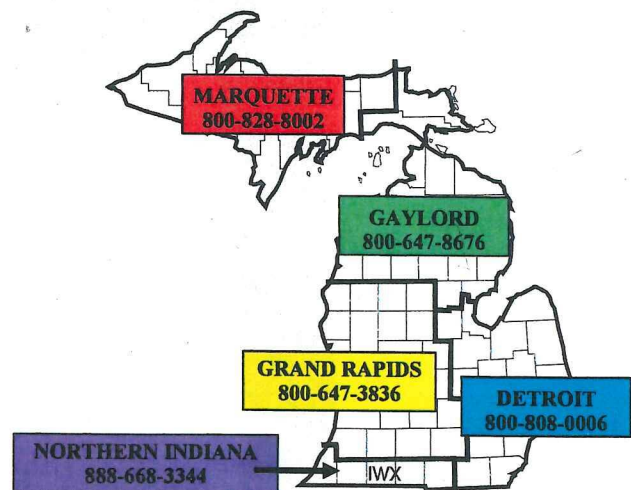 MARQUETTE
800-828-8002
GAYLORD
800-647-8676
GRAND RAPIDS
800-647-3836
DETROIT
800-808-0006
NORTHERN INDIANA
888-668-3344
IWX